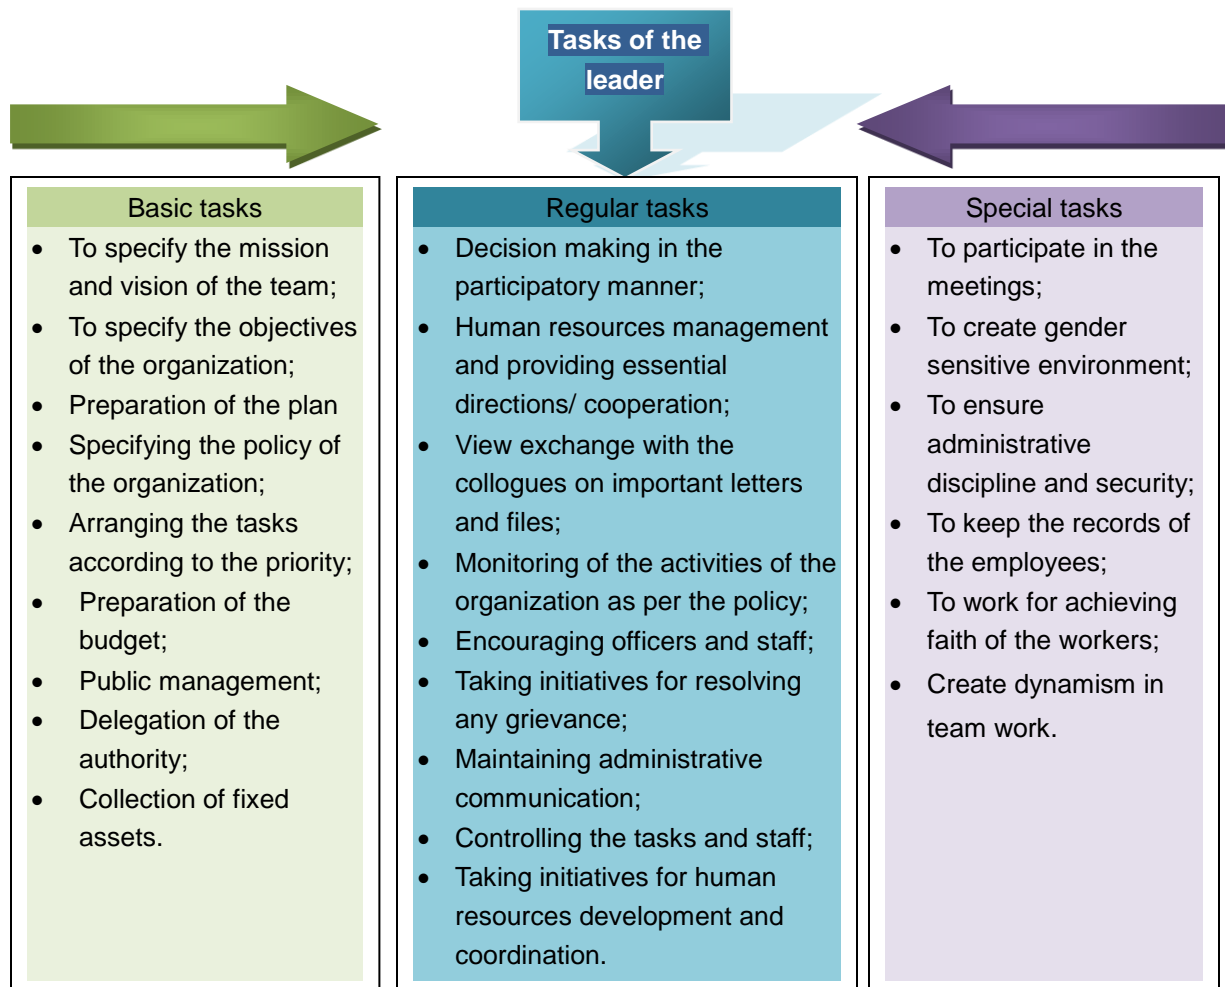 Tasks of the
leader
Basic tasks
• To specify the mission
and vision of the team;
• To specify the objectives
of the organization;
• Preparation of the plan
• Specifying the policy of
the organization;
• Arranging the tasks
according to the priority;
• Preparation of the
budget;
• Public management;
• Delegation of the
authority;
• Collection of fixed
assets.
Regular tasks
• Decision making in the
participatory manner;
• Human resources management
and providing essential
directions/ cooperation;
• View exchange with the
collogues on important letters
and files;
• Monitoring of the activities of the
organization as per the policy;
• Encouraging officers and staff;
• Taking initiatives for resolving
any grievance;
• Maintaining administrative
communication;
• Controlling the tasks and staff;
• Taking initiatives for human
resources development and
coordination.
Special tasks
• To participate in the
meetings;
• To create gender
sensitive environment;
• To ensure
administrative
discipline and security;
• To keep the records of
the employees;
• To work for achieving
faith of the workers;
• Create dynamism in
team work.